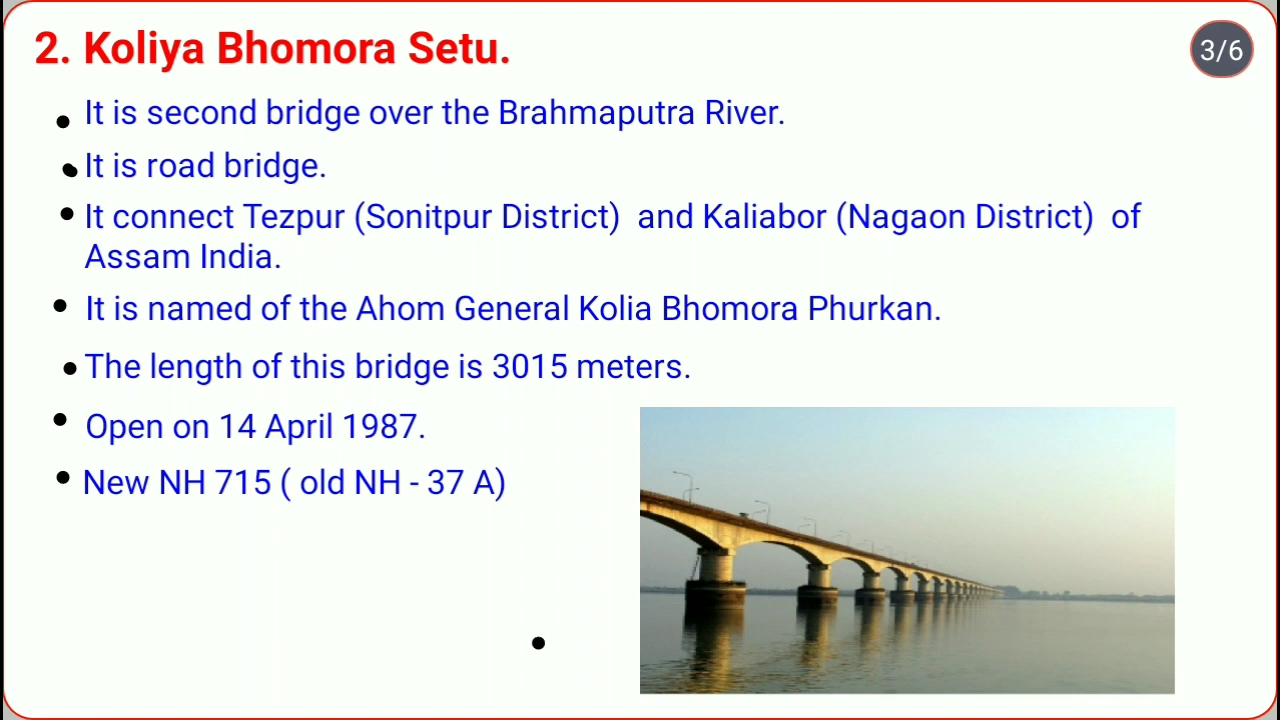 2. Koliya Bhomora Setu.
3/6
It is second bridge over the Brahmaputra River.
It is road bridge.
It connect Tezpur (Sonitpur District) and Kaliabor (Nagaon District) of
Assam India.
It is named of the Ahom General Kolia Bhomora Phurkan.
The length of this bridge is 3015 meters.
Open on 14 April 1987.
New NH 715 ( old NH - 37 A)